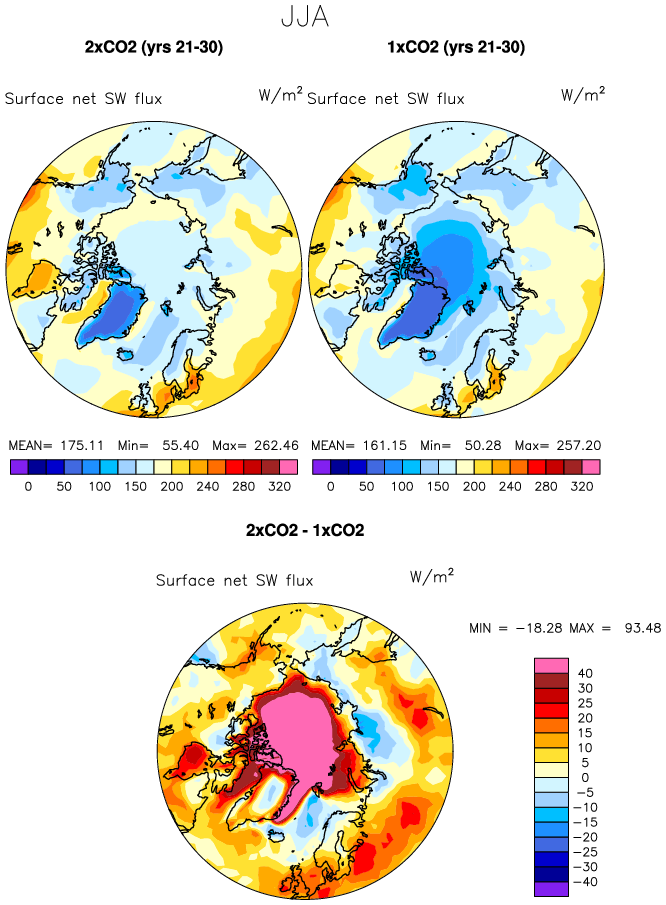 JJA
2xCO2 (yrs 21-30) 1xCO2 (yrs 21-30)
Surface net SW flux W/m² Surface net SW flux W/m²
MEAN= 175.11 Min= 55.40 Max= 262.46 MEAN= 161.15 Min= 50.28 Max= 257.20
0 50 100 150 200 240 280 320 0 50 100 150 200 240 280 320
2xCO2 - 1xCO2
Surface net SW flux W/m²
MIN = -18.28 MAX = 93.48
40
30
25
20
15
10
5
0
-5
-10
-15
-20
-25
-30
-40